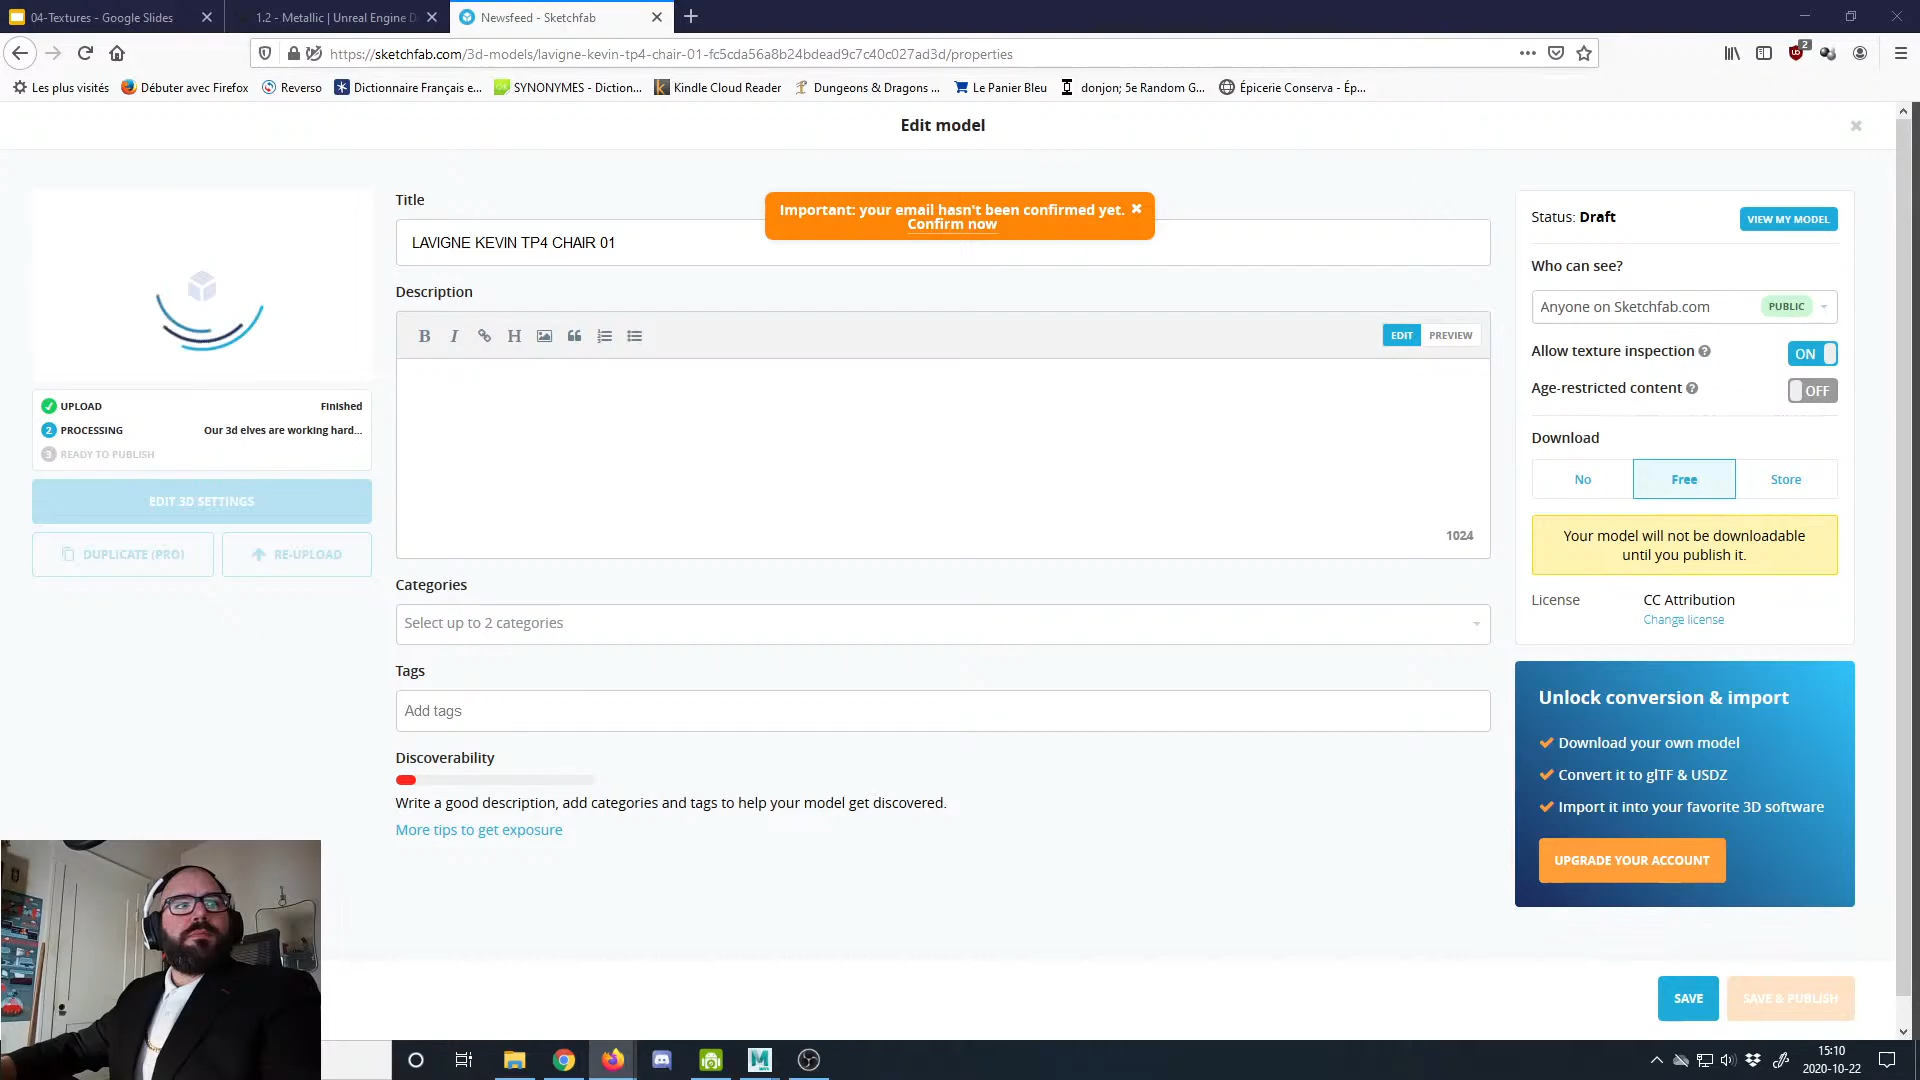 04-Textures - Google Slides
1.2 - Metallic | Unreal Engine D
Newsfeed - Sketchfab
https://sketchfab.com/3d-models/lavigne-kevin-tp4-chair-01-fc5cda56a8b24bdead9c7c40c027ad3d/properties
2
Les plus visités
Débuter avec Firefox
Reverso
Dictionnaire Français e...
SYNONYMES - Diction...
Kindle Cloud Reader
Dungeons & Dragons ...
Le Panier Bleu
donjon; 5e Random G...
Épicerie Conserva - Ép...
Edit model
Title
Important: your email hasn't been confirmed yet.
Confirm now
LAVIGNE KEVIN TP4 CHAIR 01
Description
B I H
EDIT
PREVIEW
1024
UPLOAD
Finished
2 PROCESSING
Our 3d elves are working hard...
3 READY TO PUBLISH
EDIT 3D SETTINGS
DUPLICATE (PRO)
RE-UPLOAD
Categories
Select up to 2 categories
Tags
Add tags
Discoverability
Write a good description, add categories and tags to help your model get discovered.
More tips to get exposure
Status: Draft
VIEW MY MODEL
Who can see?
Anyone on Sketchfab.com
PUBLIC
Allow texture inspection ?
ON
Age-restricted content ?
OFF
Download
No
Free
Store
Your model will not be downloadable
until you publish it.
License
CC Attribution
Change license
Unlock conversion & import
Download your own model
Convert it to glTF & USDZ
Import it into your favorite 3D software
UPGRADE YOUR ACCOUNT
SAVE
SAVE & PUBLISH
15:10
2020-10-22